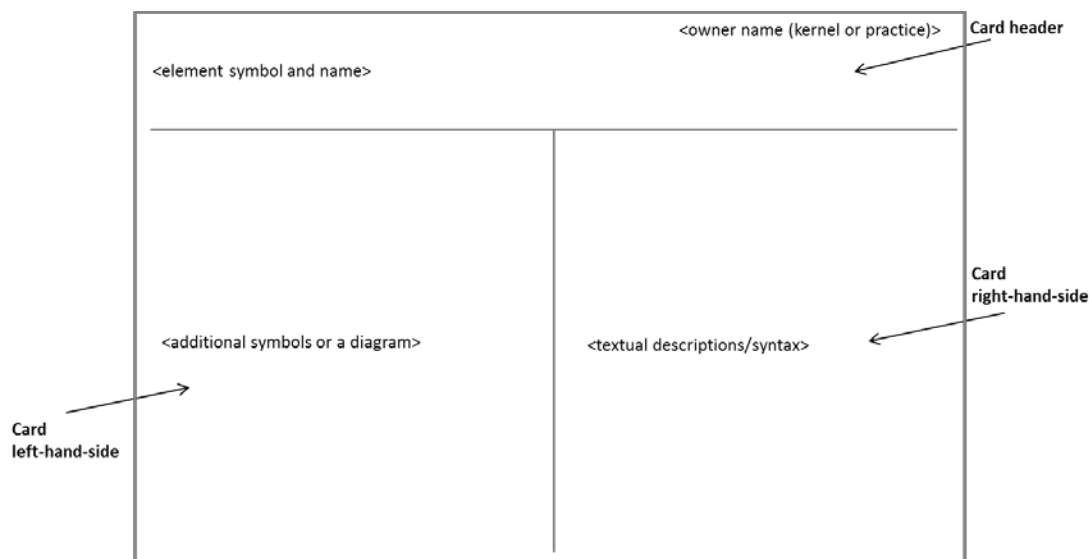 <owner name (kernel or practice)>
Card header
<element symbol and name>
Card
right-hand-side
<additional symbols or a diagram>
<textual descriptions/syntax>
Card
left-hand-side